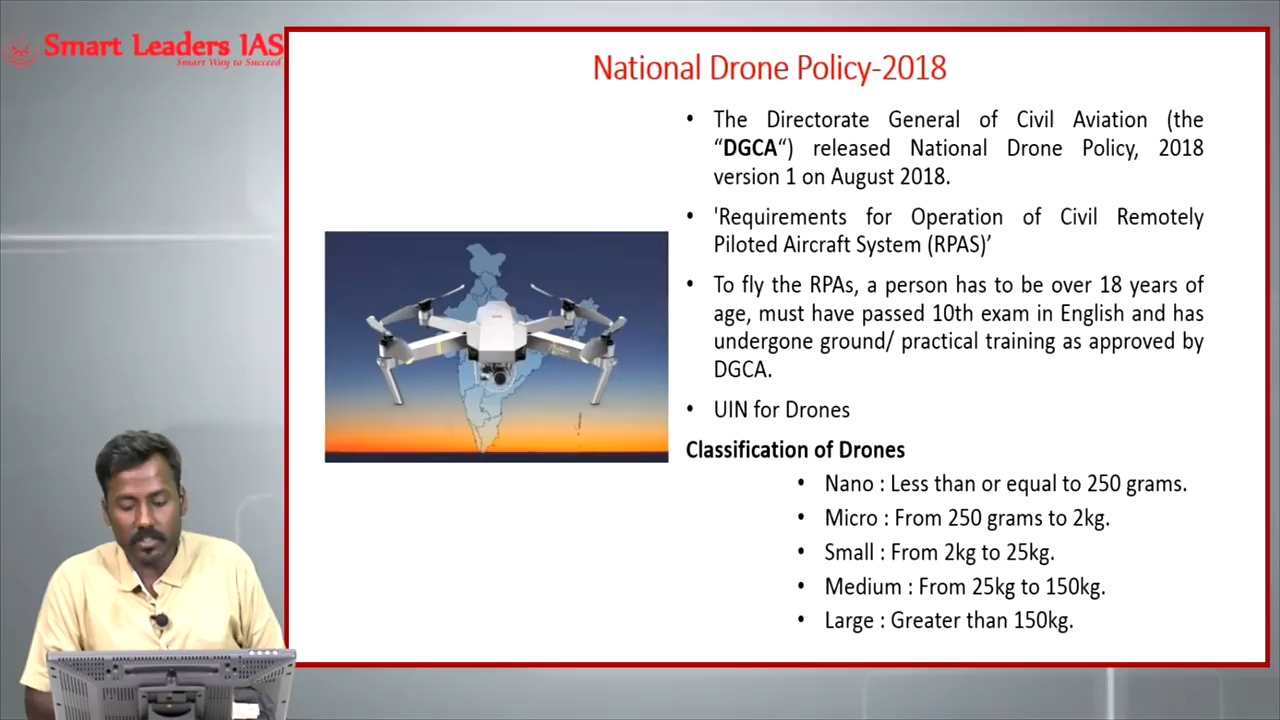 Smart Leaders IAS
Smart Way to Succeed
National Drone Policy-2018
• The Directorate General of Civil Aviation (the
“DGCA“) released National Drone Policy, 2018
version 1 on August 2018.
• 'Requirements for Operation of Civil Remotely
Piloted Aircraft System (RPAS)’
• To fly the RPAs, a person has to be over 18 years of
age, must have passed 10th exam in English and has
undergone ground/ practical training as approved by
DGCA.
• UIN for Drones
Classification of Drones
• Nano : Less than or equal to 250 grams.
• Micro : From 250 grams to 2kg.
• Small : From 2kg to 25kg.
• Medium : From 25kg to 150kg.
• Large : Greater than 150kg.